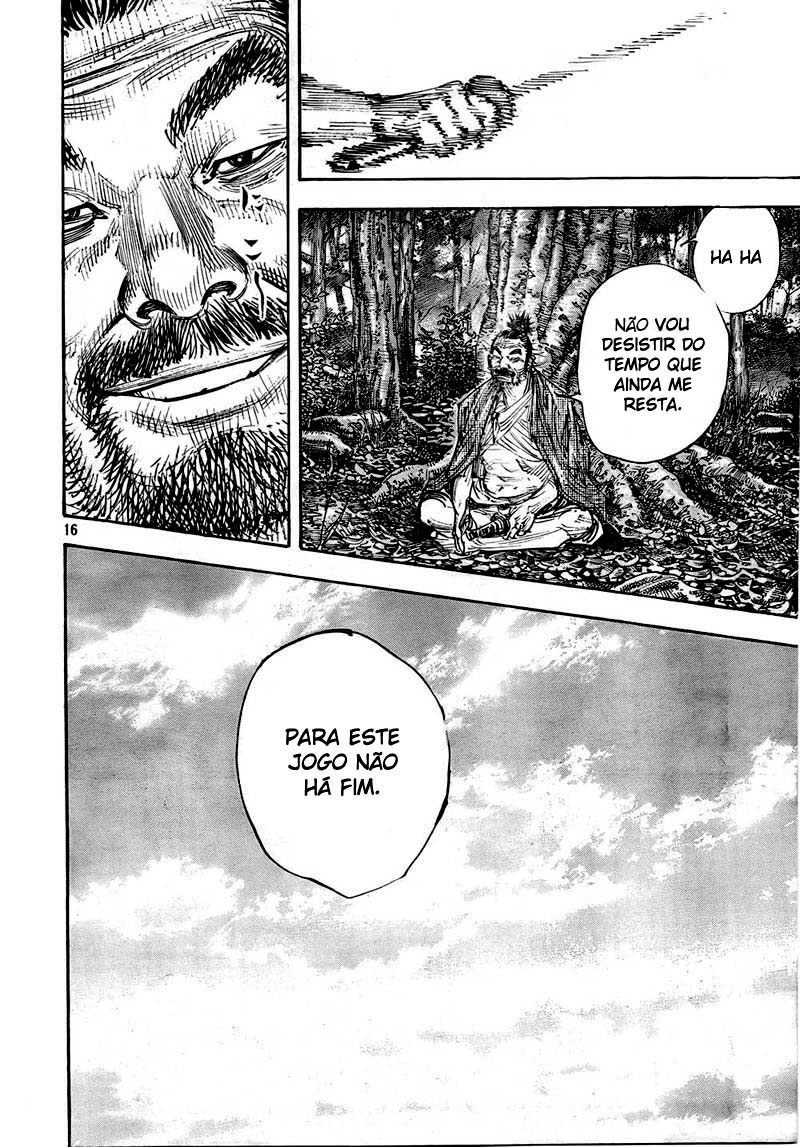 HA HA
NÃO VOU
DESISTIR DO
TEMPO QUE
AINDA ME
RESTA.
16
PARA ESTE
JOGO NÃO
HÁ FIM.